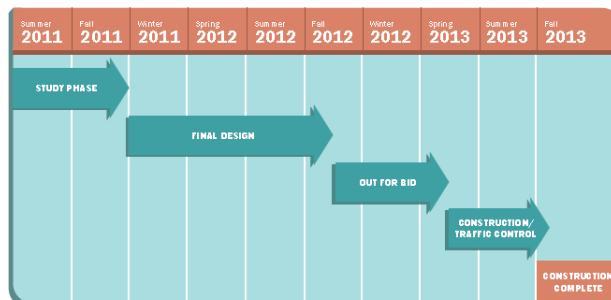 Summer Fall Winter Spring Summer Fall Winter Spring Summer Fall
2011 2011 2011 2012 2012 2012 2012 2013 2013 2013
STUDY PHASE
FINAL DESIGN
OUT FOR BID
CONSTRUCTION/
TRAFFIC CONTROL
CONSTRUCTION
COMPLETE